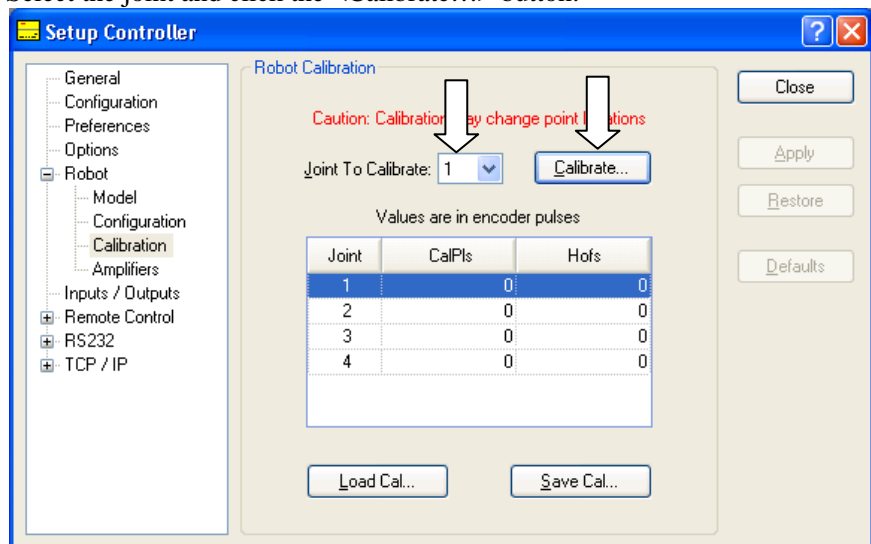 Select the joint and click the <Calibrate...> button.
Setup Controller
General
Configuration
Preferences
Options
Robot
Model
Configuration
Calibration
Amplifiers
Inputs / Outputs
Remote Control
RS232
TCP / IP
Robot Calibration
Caution: Calibration may change point locations
Joint To Calibrate: 1
Calibrate...
Values are in encoder pulses
Joint CalPls Hofs
1 0 0
2 0 0
3 0 0
4 0 0
Load Cal...
Save Cal...
Close
Apply
Restore
Defaults